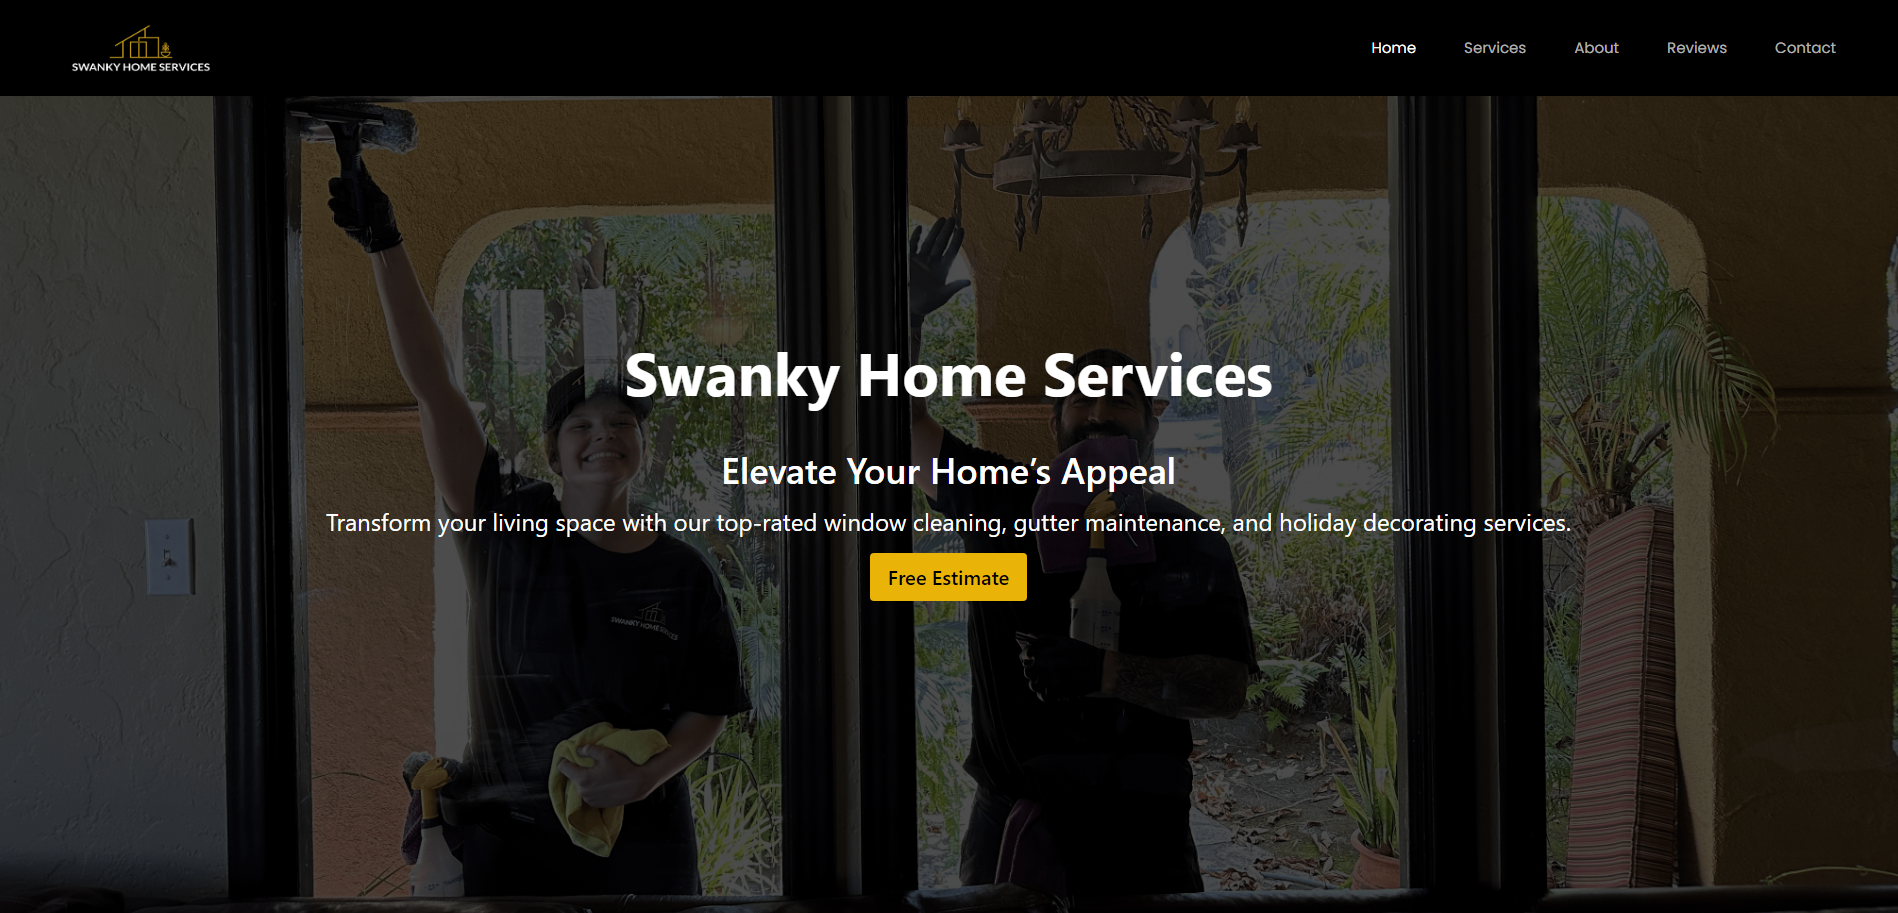 SWANKY HOME SERVICES
Home Services About Reviews Contact
Swanky Home Services
Elevate Your Home’s Appeal
Transform your living space with our top-rated window cleaning, gutter maintenance, and holiday decorating services.
Free Estimate
SWANKY HOME SERVICES